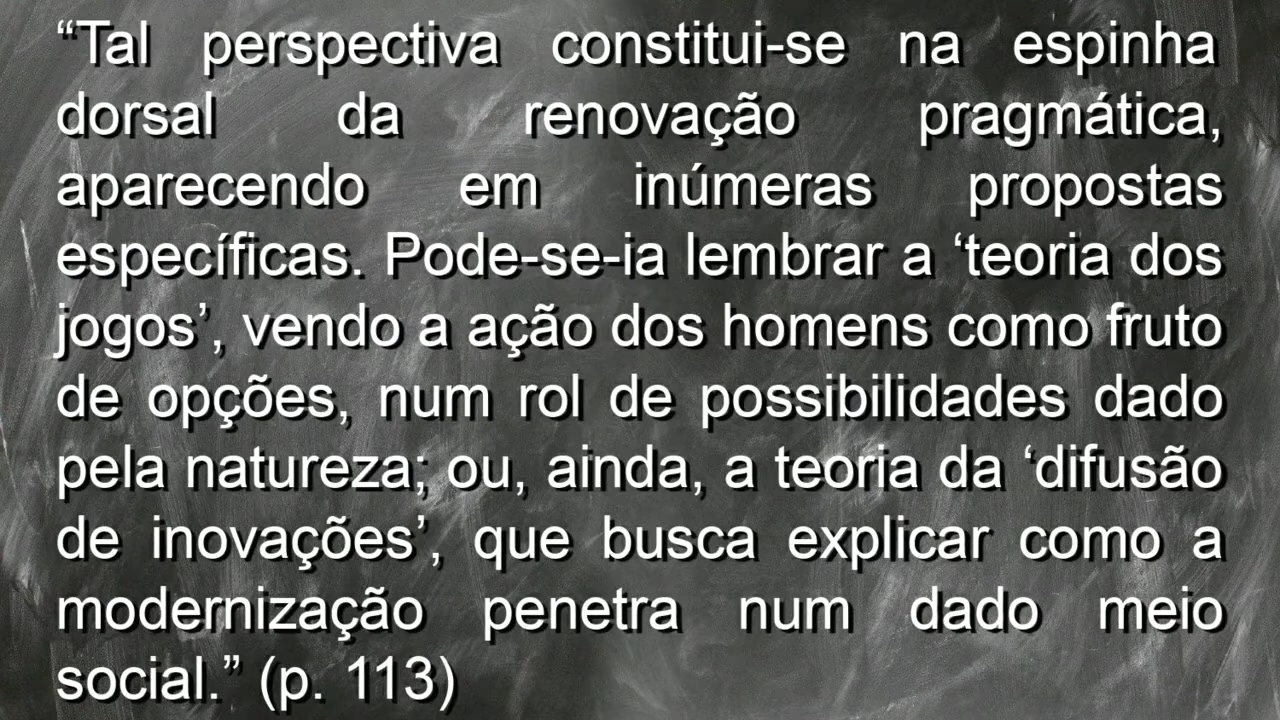 “Tal perspectiva constitui-se na espinha
dorsal da renovação pragmática,
aparecendo em inúmeras propostas
específicas. Pode-se-ia lembrar a ‘teoria dos
jogos’, vendo a ação dos homens como fruto
de opções, num rol de possibilidades dado
pela natureza; ou, ainda, a teoria da ‘difusão
de inovações’, que busca explicar como a
modernização penetra num dado meio
social.” (p. 113)